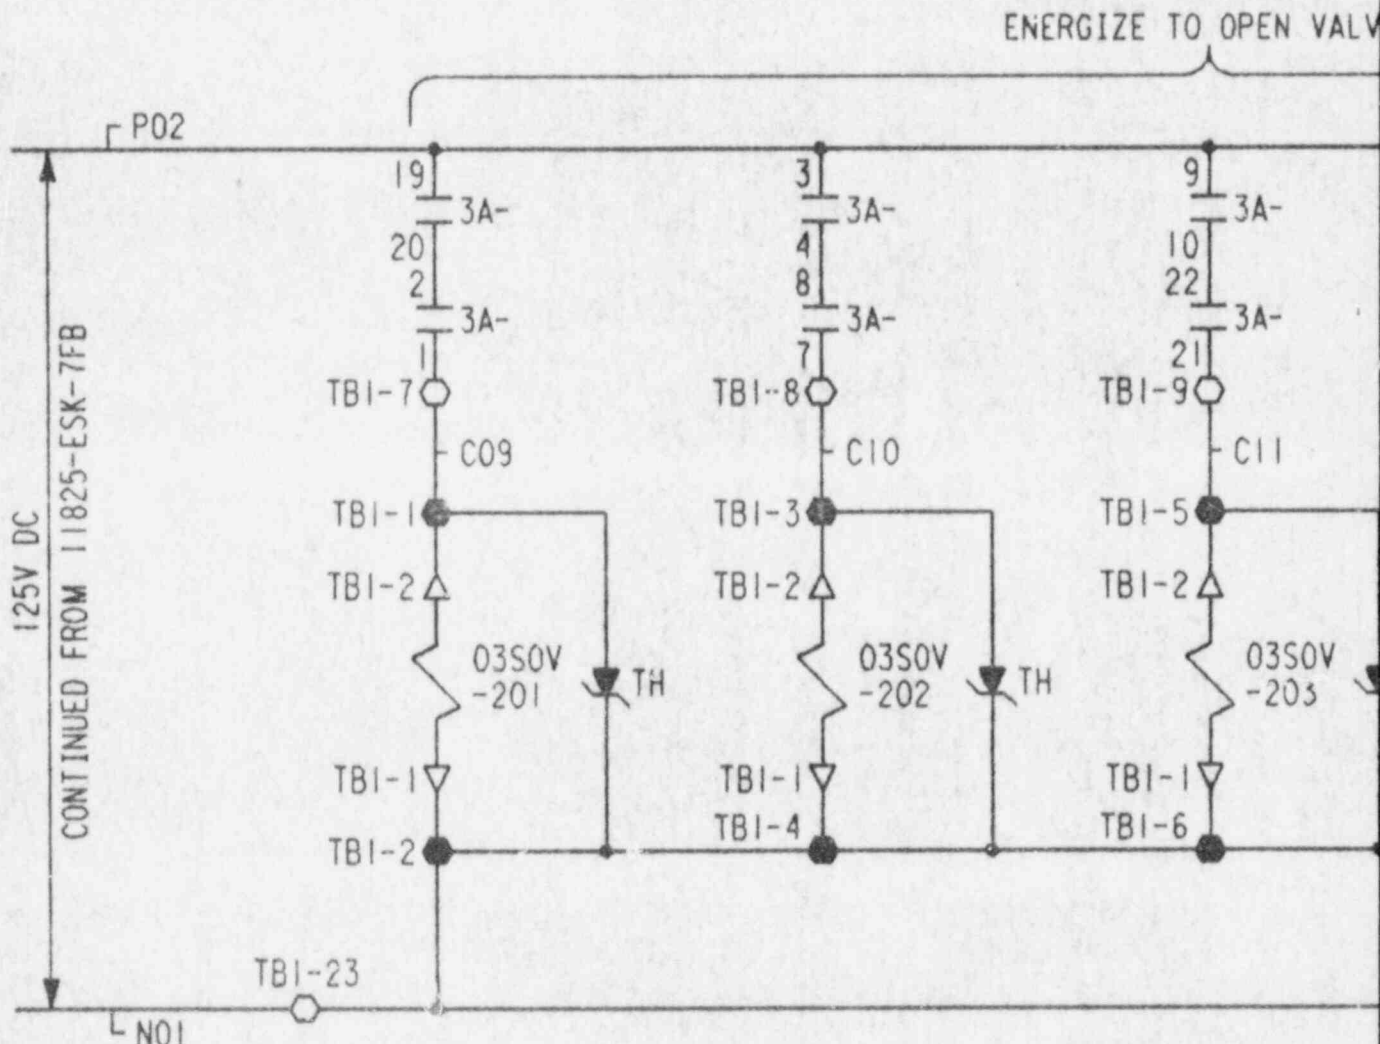 ENERGIZE TO OPEN VALV
P02
19
3A-
20
2
3A-
1
TB1-7
C09
TB1-1
TB1-2
03SOV
-201
TH
TB1-1
TB1-2
3
3A-
4
8
3A-
7
TB1-8
C10
TB1-3
TB1-2
03SOV
-202
TH
TB1-1
TB1-4
9
3A-
10
22
3A-
21
TB1-9
C11
TB1-5
TB1-2
03SOV
-203
TB1-1
TB1-6
125V DC
CONTINUED FROM 11825-ESK-7FB
TB1-23
N01